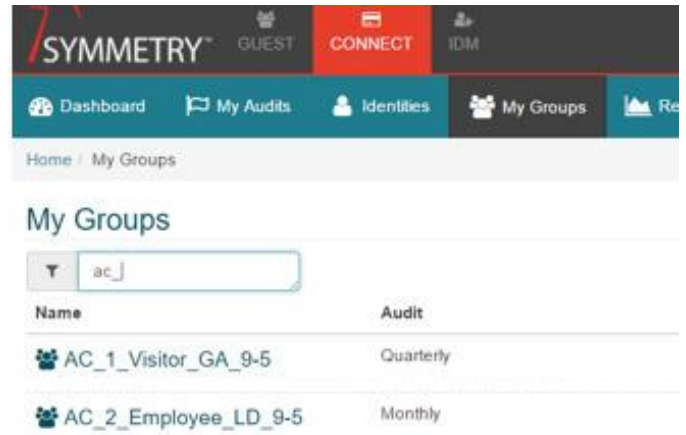 SYMMETRY™ GUEST CONNECT IDM
Dashboard My Audits Identities My Groups Re
Home / My Groups
My Groups
ac_
Name Audit
AC_1_Visitor_GA_9-5 Quarterly
AC_2_Employee_LD_9-5 Monthly